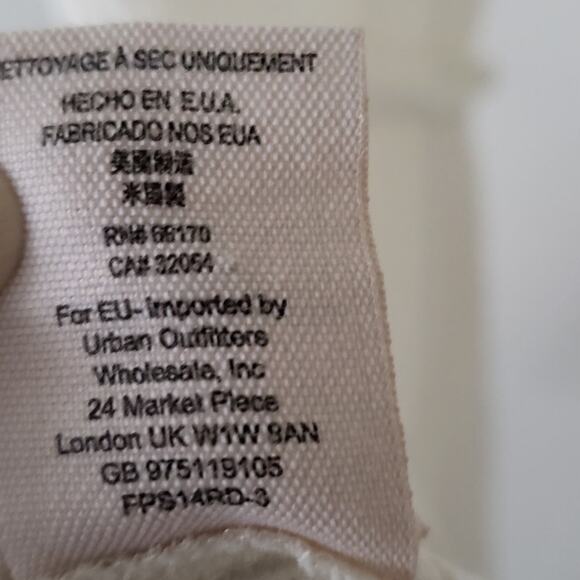 ETTOYAGE À SEC UNIQUEMENT
HECHO EN E.U.A.
FABRICADO NOS EUA
美國制造
米国製
RN# 66170
CA# 32054
For EU- Imported by
Urban Outfitters
Wholesale, Inc
24 Market Place
London UK W1W 8AN
GB 975119105
FPS14RD-3